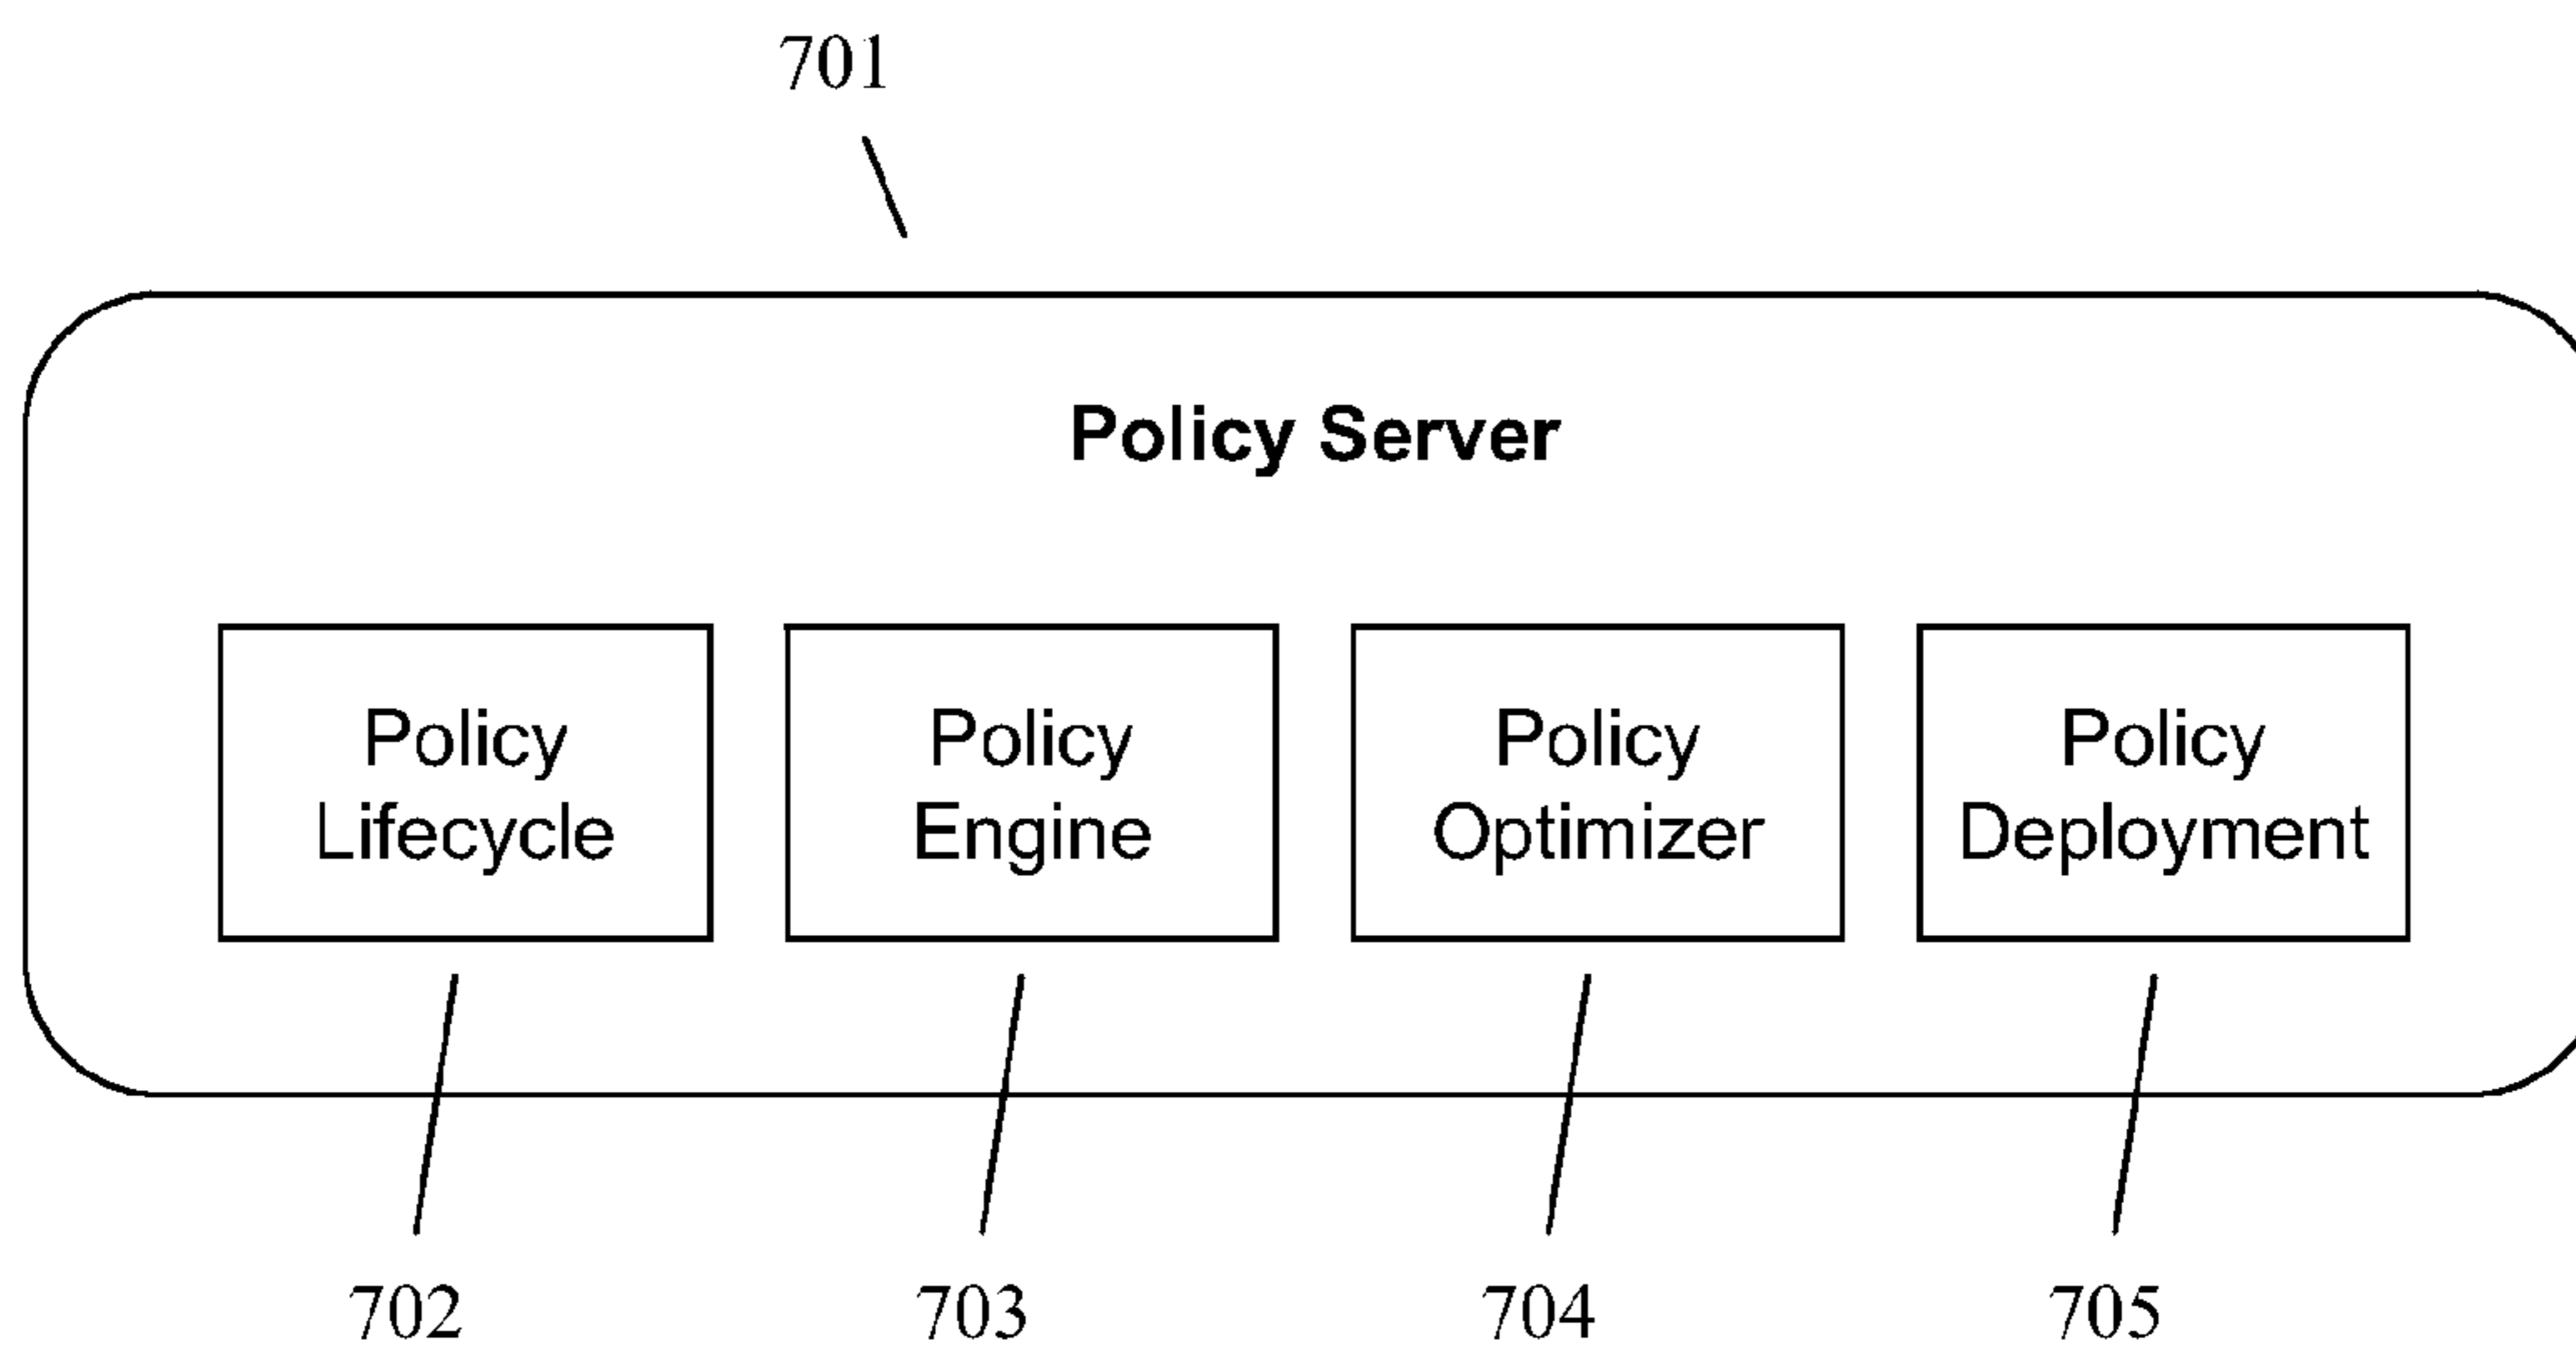 701
Policy Server
Policy
Lifecycle
Policy
Engine
Policy
Optimizer
Policy
Deployment
702
703
704
705